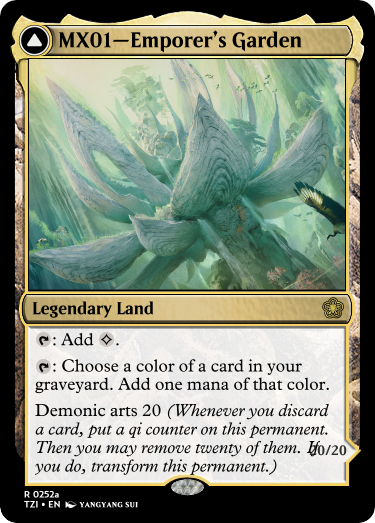 MX01—Emporer's Garden
Legendary Land
: Add .
: Choose a color of a card in your
graveyard. Add one mana of that color.
Demonic arts 20 (Whenever you discard
a card, put a qi counter on this permanent.
Then you may remove twenty of them. If
you do, transform this permanent.)
20/20
R 0252a
TZI • EN YANGYANG SUI